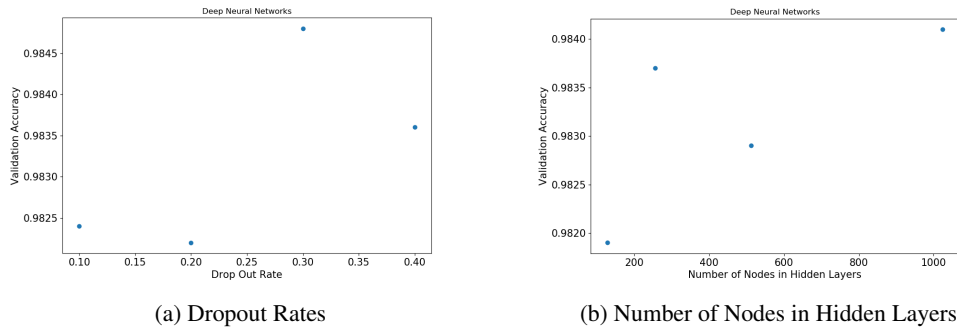 Deep Neural Networks
Validation Accuracy
0.9845
0.9840
0.9835
0.9830
0.9825
0.10 0.15 0.20 0.25 0.30 0.35 0.40
Drop Out Rate
(a) Dropout Rates
Deep Neural Networks
Validation Accuracy
0.9840
0.9835
0.9830
0.9825
0.9820
200 400 600 800 1000
Number of Nodes in Hidden Layers
(b) Number of Nodes in Hidden Layers